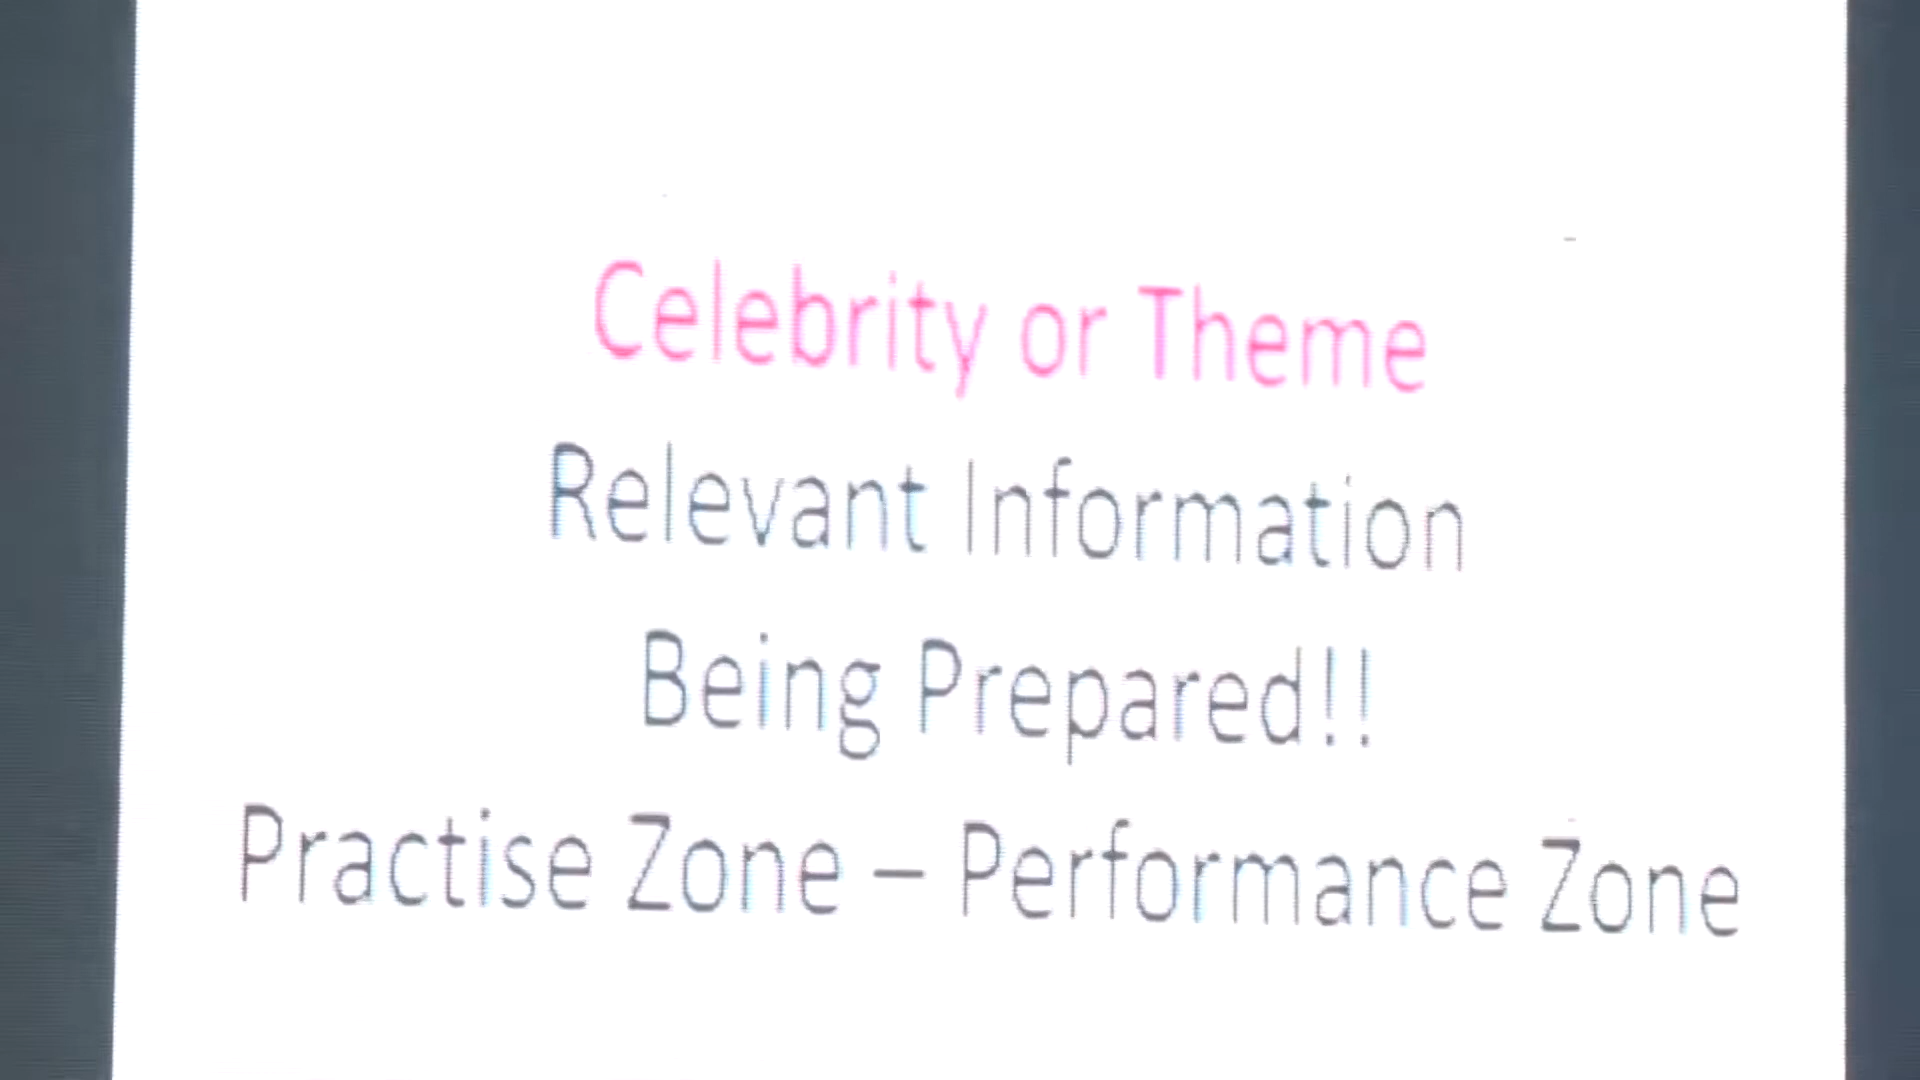 Celebrity or Theme
Relevant Information
Being Prepared!!
Practise Zone – Performance Zone